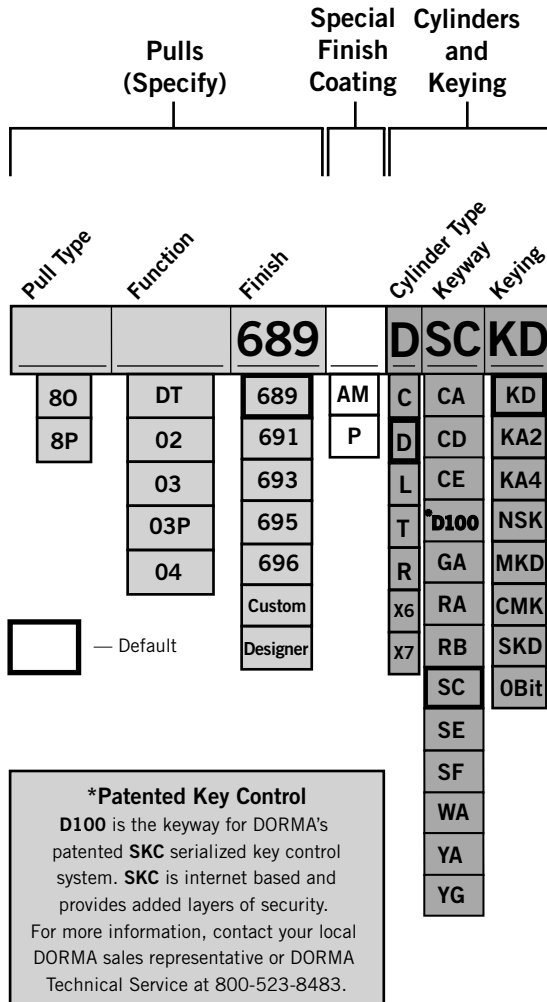 Pulls
(Specify)
Special
Finish
Coating
Cylinders
and
Keying
Pull Type
Function
Finish
Cylinder Type
Keyway
Keying
689 D SC KD
80 DT 689 AM C CA KD
8P 02 691 P D CD KA2
03 693 L CE KA4
03P 695 T *D100 NSK
04 696 R GA MKD
Custom X6 RA CMK
— Default Designer X7 RB SKD
SC 0Bit
SE
SF
WA
YA
YG
*Patented Key Control
D100 is the keyway for DORMA's
patented SKC serialized key control
system. SKC is internet based and
provides added layers of security.
For more information, contact your local
DORMA sales representative or DORMA
Technical Service at 800-523-8483.